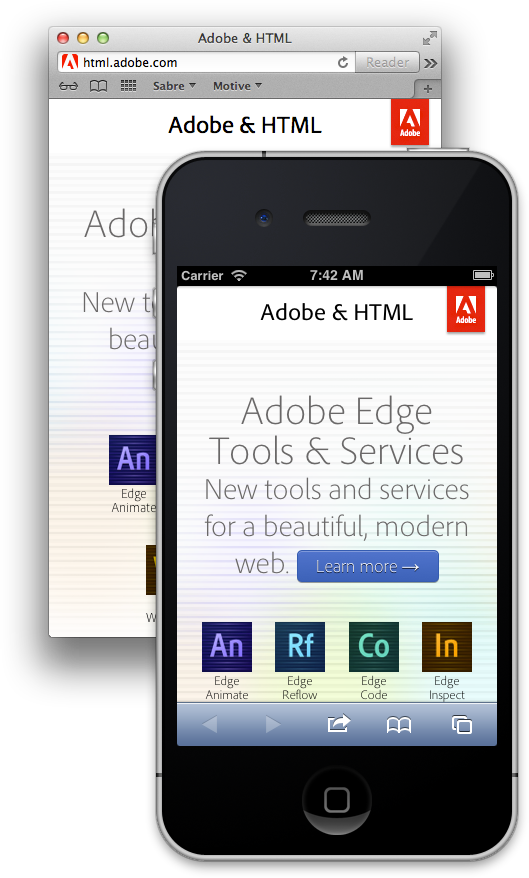 Adobe & HTML
html.adobe.com
Reader
Sabre
Motive
Adobe & HTML
Adobe
New
An
Edge
Animate
Carrier
7:42 AM
Adobe & HTML
Adobe
Adobe Edge
Tools & Services
New tools and services
for a beautiful, modern
web. Learn more →
An Rf Co In
Edge Edge Edge Edge
Animate Reflow Code Inspect